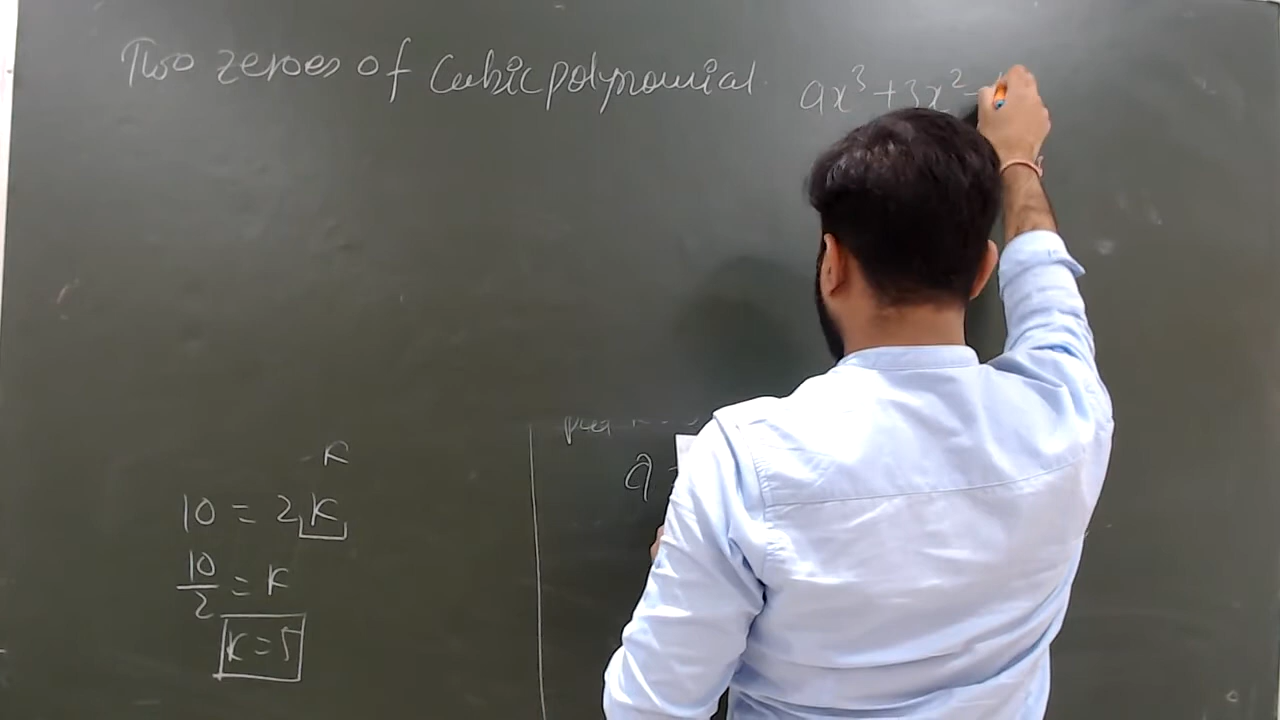 Two zeroes of Cubic polynomial ax³+3x²-
K
10 = 2K
10/2 = K
K=5